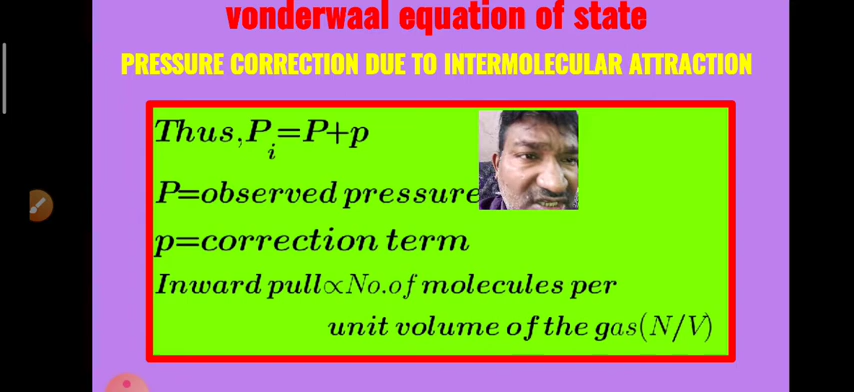 vonderwaal equation of state
PRESSURE CORRECTION DUE TO INTERMOLECULAR ATTRACTION
Thus,P_i=P+p
P=observed pressure
p=correction term
Inward pull∝No.of molecules per
unit volume of the gas(N/V)